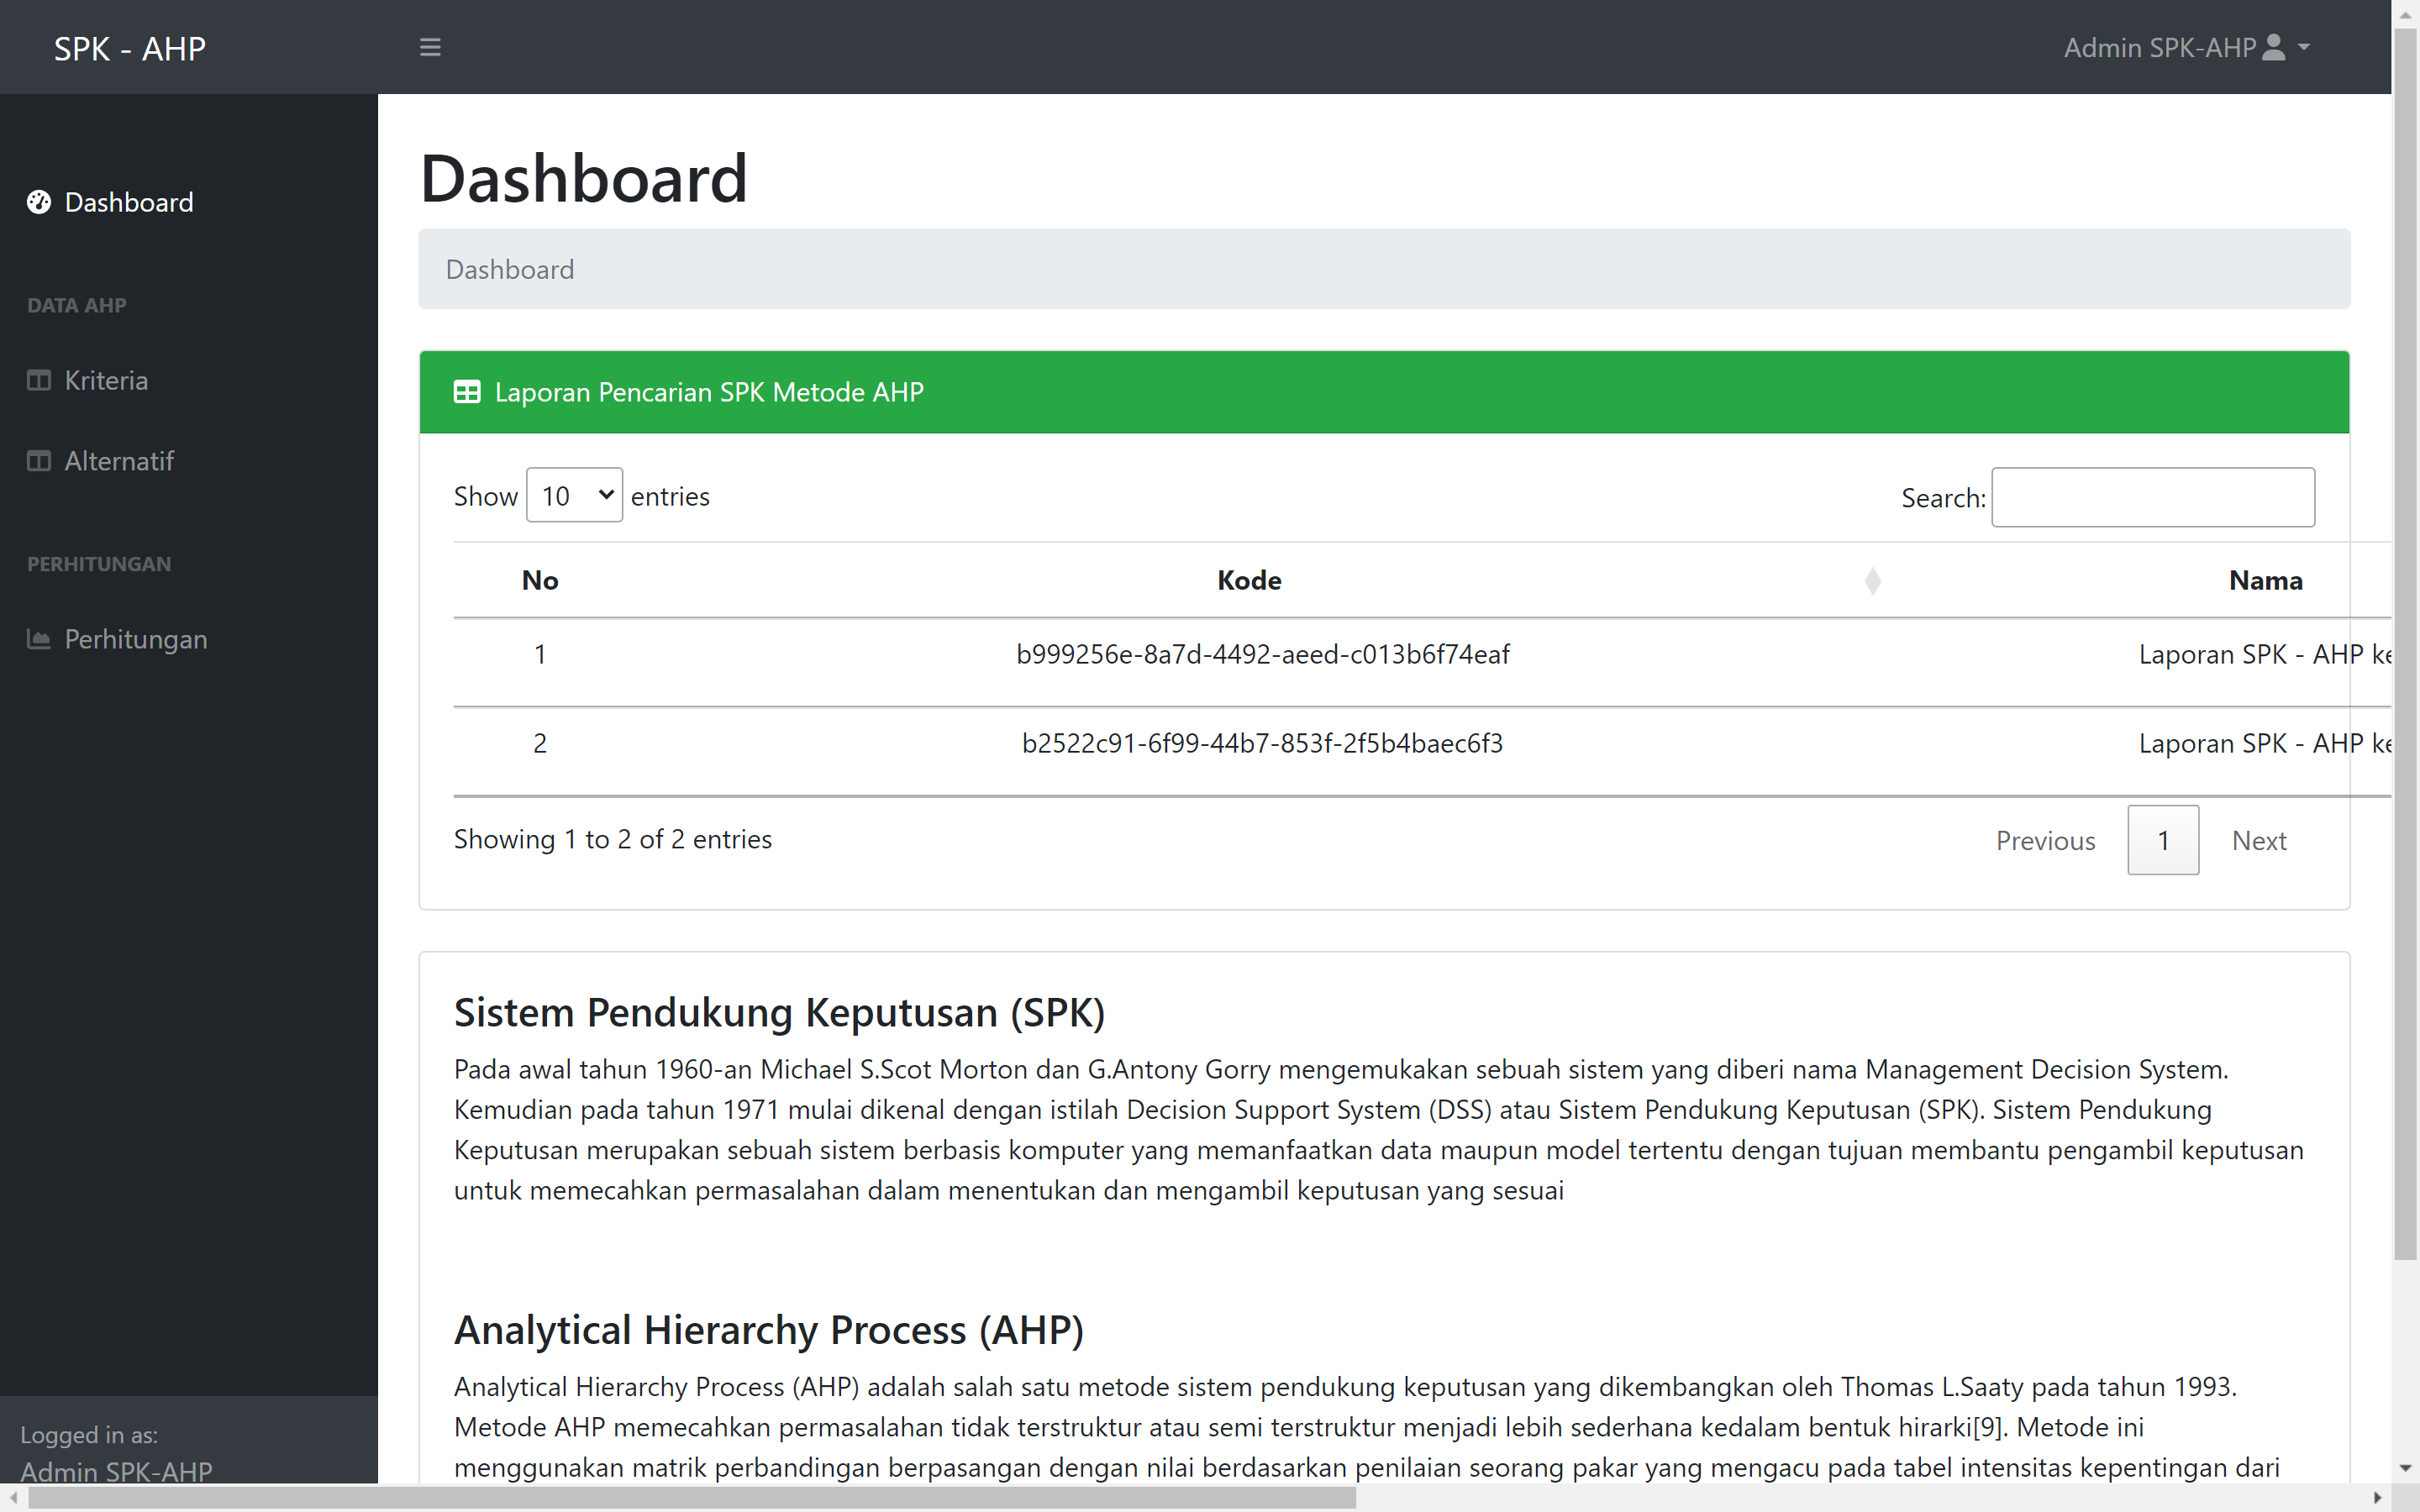 SPK - AHP
Admin SPK-AHP
Dashboard
DATA AHP
Kriteria
Alternatif
PERHITUNGAN
Perhitungan
Logged in as:
Admin SPK-AHP
Dashboard
Dashboard
Laporan Pencarian SPK Metode AHP
Show 10 entries
Search:
No Kode Nama
1 b999256e-8a7d-4492-aeed-c013b6f74eaf Laporan SPK - AHP ke
2 b2522c91-6f99-44b7-853f-2f5b4baec6f3 Laporan SPK - AHP ke
Showing 1 to 2 of 2 entries
Previous 1 Next
Sistem Pendukung Keputusan (SPK)
Pada awal tahun 1960-an Michael S.Scot Morton dan G.Antony Gorry mengemukakan sebuah sistem yang diberi nama Management Decision System.
Kemudian pada tahun 1971 mulai dikenal dengan istilah Decision Support System (DSS) atau Sistem Pendukung Keputusan (SPK). Sistem Pendukung
Keputusan merupakan sebuah sistem berbasis komputer yang memanfaatkan data maupun model tertentu dengan tujuan membantu pengambil keputusan
untuk memecahkan permasalahan dalam menentukan dan mengambil keputusan yang sesuai
Analytical Hierarchy Process (AHP)
Analytical Hierarchy Process (AHP) adalah salah satu metode sistem pendukung keputusan yang dikembangkan oleh Thomas L.Saaty pada tahun 1993.
Metode AHP memecahkan permasalahan tidak terstruktur atau semi terstruktur menjadi lebih sederhana kedalam bentuk hirarki[9]. Metode ini
menggunakan matrik perbandingan berpasangan dengan nilai berdasarkan penilaian seorang pakar yang mengacu pada tabel intensitas kepentingan dari